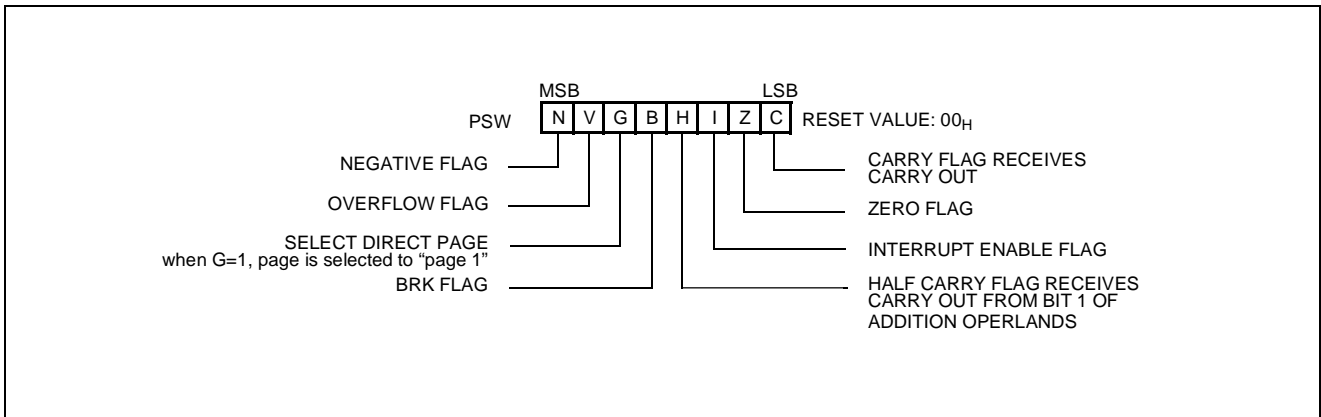 MSB LSB
PSW N V G B H I Z C RESET VALUE: 00H
NEGATIVE FLAG
OVERFLOW FLAG
SELECT DIRECT PAGE
when G=1, page is selected to “page 1”
BRK FLAG
CARRY FLAG RECEIVES
CARRY OUT
ZERO FLAG
INTERRUPT ENABLE FLAG
HALF CARRY FLAG RECEIVES
CARRY OUT FROM BIT 1 OF
ADDITION OPERLANDS